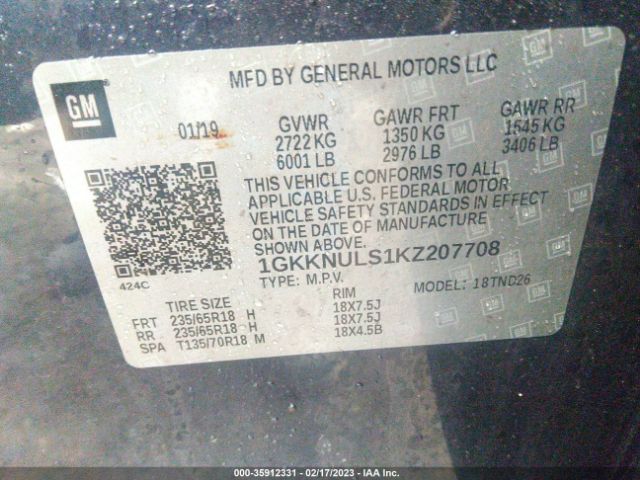 GM
MFD BY GENERAL MOTORS LLC
01/19
GVWR
2722 KG
6001 LB
GAWR FRT
1350 KG
2976 LB
GAWR RR
1545 KG
3406 LB
THIS VEHICLE CONFORMS TO ALL
APPLICABLE U.S. FEDERAL MOTOR
VEHICLE SAFETY STANDARDS IN EFFECT
ON THE DATE OF MANUFACTURE
SHOWN ABOVE.
424C
1GKKNULS1KZ207708
TYPE: M.P.V. MODEL: 18TND26
TIRE SIZE RIM
FRT 235/65R18 H 18X7.5J
RR 235/65R18 H 18X7.5J
SPA T135/70R18 M 18X4.5B
000-35912331 - 02/17/2023 - IAA Inc.